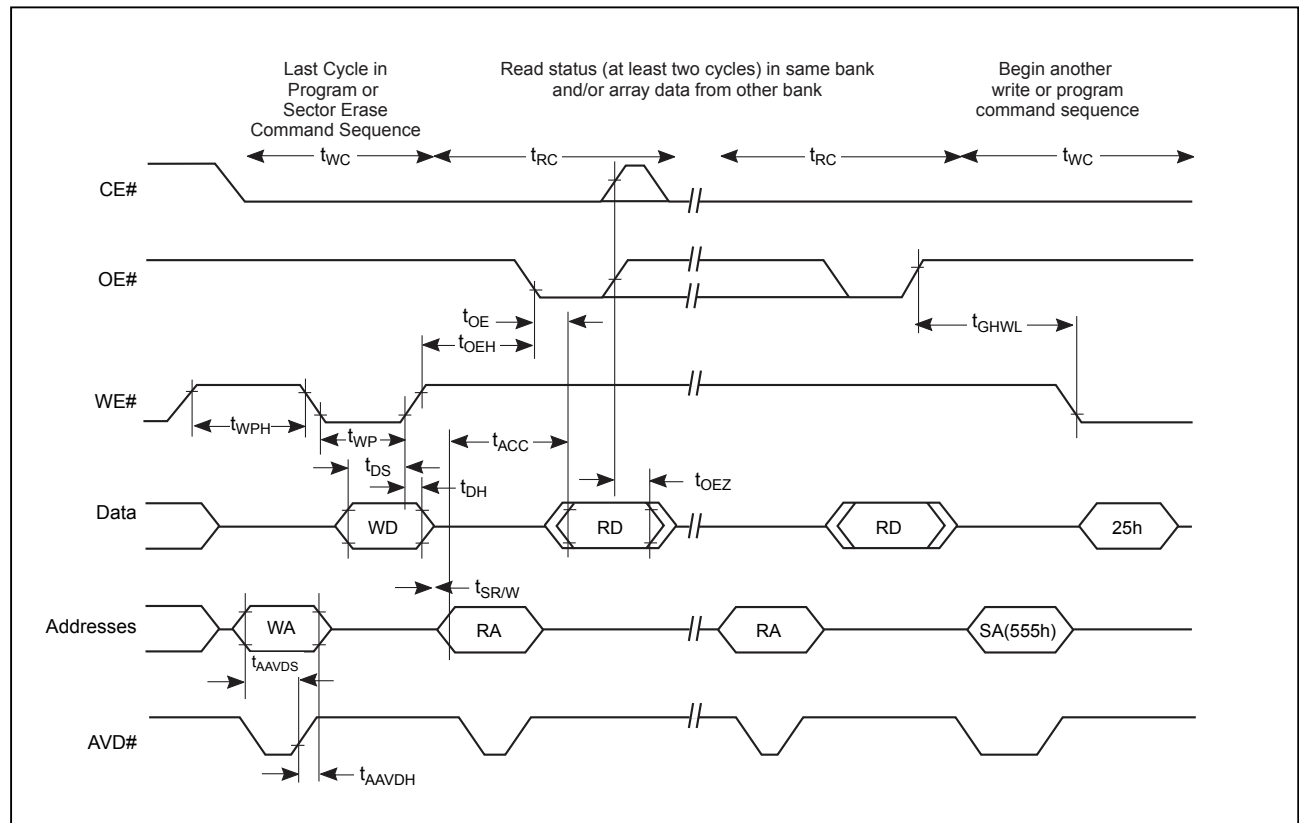 Last Cycle in
Program or
Sector Erase
Command Sequence
Read status (at least two cycles) in same bank
and/or array data from other bank
Begin another
write or program
command sequence
tWC
tRC
tRC
tWC
CE#
OE#
tOE
tOEH
tGHWL
WE#
tWPH
tWP
tACC
tDS
tDH
tOEZ
Data
WD
RD
RD
25h
tSR/W
Addresses
WA
RA
RA
SA(555h)
tAAVDS
AVD#
tAAVDH